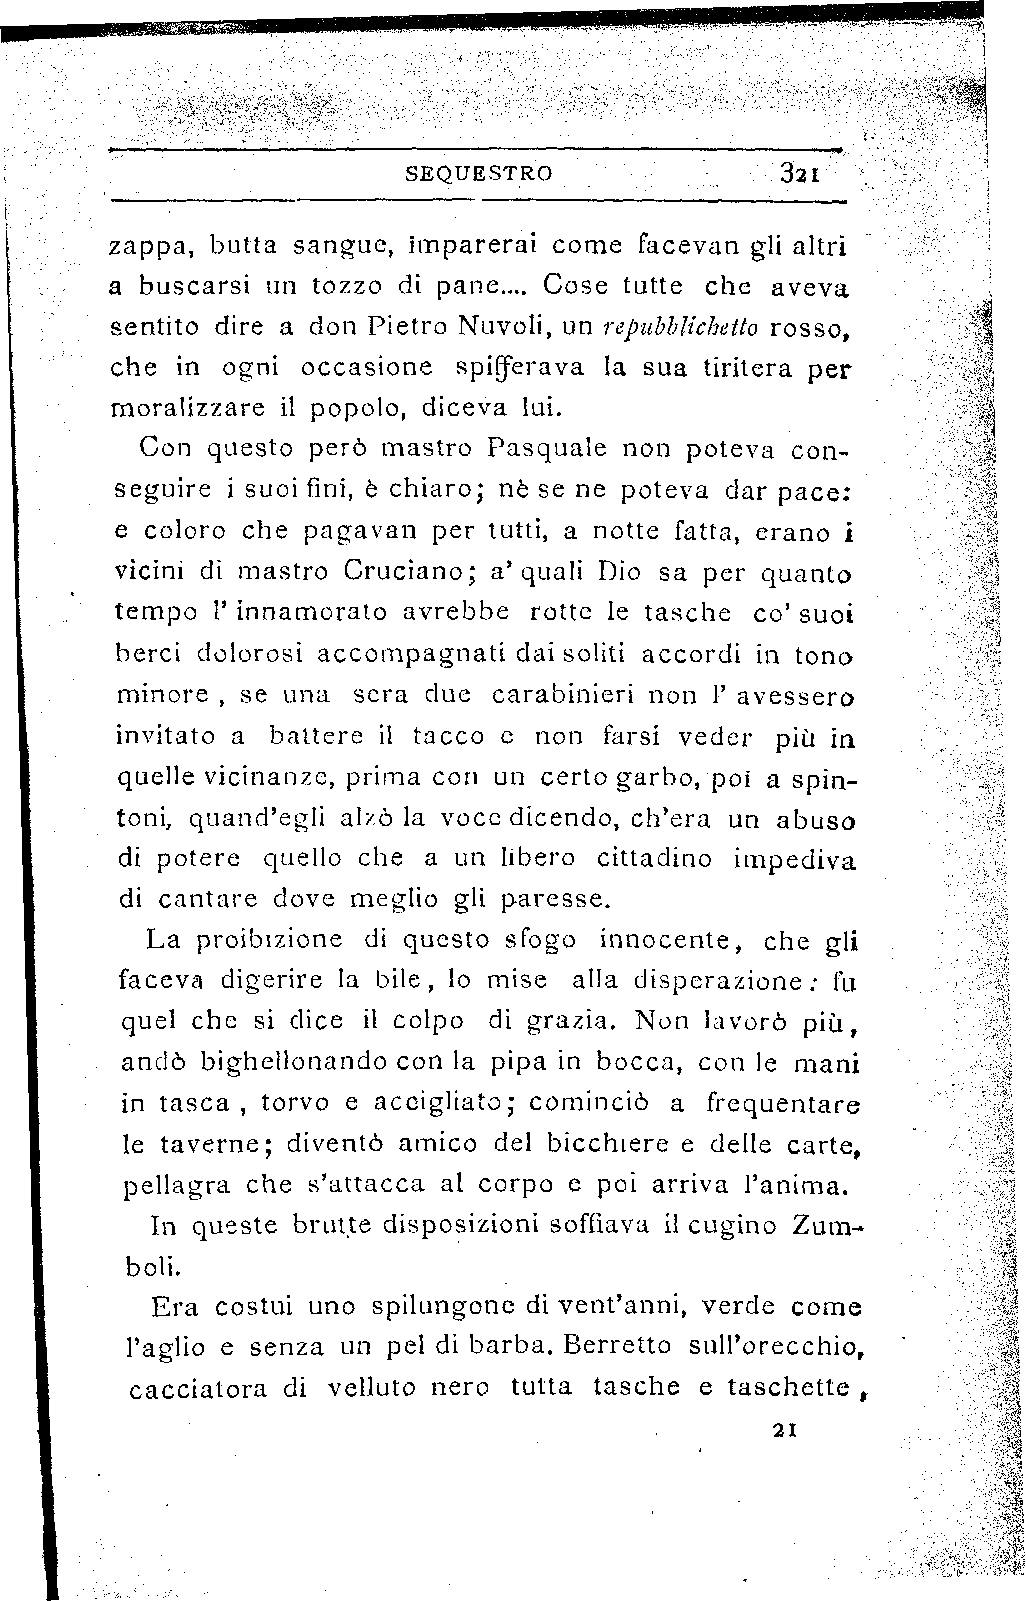 SEQUESTRO 321
zappa, butta sangue, imparerai come facevan gli altri
a buscarsi un tozzo di pane.... Cose tutte che aveva
sentito dire a don Pietro Nuvoli, un repubblichetto rosso,
che in ogni occasione spifferava la sua tiritera per
moralizzare il popolo, diceva lui.
Con questo però mastro Pasquale non poteva con-
seguire i suoi fini, è chiaro; nè se ne poteva dar pace:
e coloro che pagavan per tutti, a notte fatta, erano i
vicini di mastro Cruciano; a' quali Dio sa per quanto
tempo l' innamorato avrebbe rotte le tasche co' suoi
berci dolorosi accompagnati dai soliti accordi in tono
minore , se una sera due carabinieri non l' avessero
invitato a battere il tacco e non farsi veder più in
quelle vicinanze, prima con un certo garbo, poi a spin-
toni, quand'egli alzò la voce dicendo, ch'era un abuso
di potere quello che a un libero cittadino impediva
di cantare dove meglio gli paresse.
La proibizione di questo sfogo innocente, che gli
faceva digerire la bile, lo mise alla disperazione: fu
quel che si dice il colpo di grazia. Non lavorò più,
andò bighellonando con la pipa in bocca, con le mani
in tasca , torvo e accigliato; cominciò a frequentare
le taverne; diventò amico del bicchiere e delle carte,
pellagra che s'attacca al corpo e poi arriva l'anima.
In queste brutte disposizioni soffiava il cugino Zum-
boli.
Era costui uno spilungone di vent'anni, verde come
l'aglio e senza un pel di barba. Berretto sull'orecchio,
cacciatora di velluto nero tutta tasche e taschette ,
21